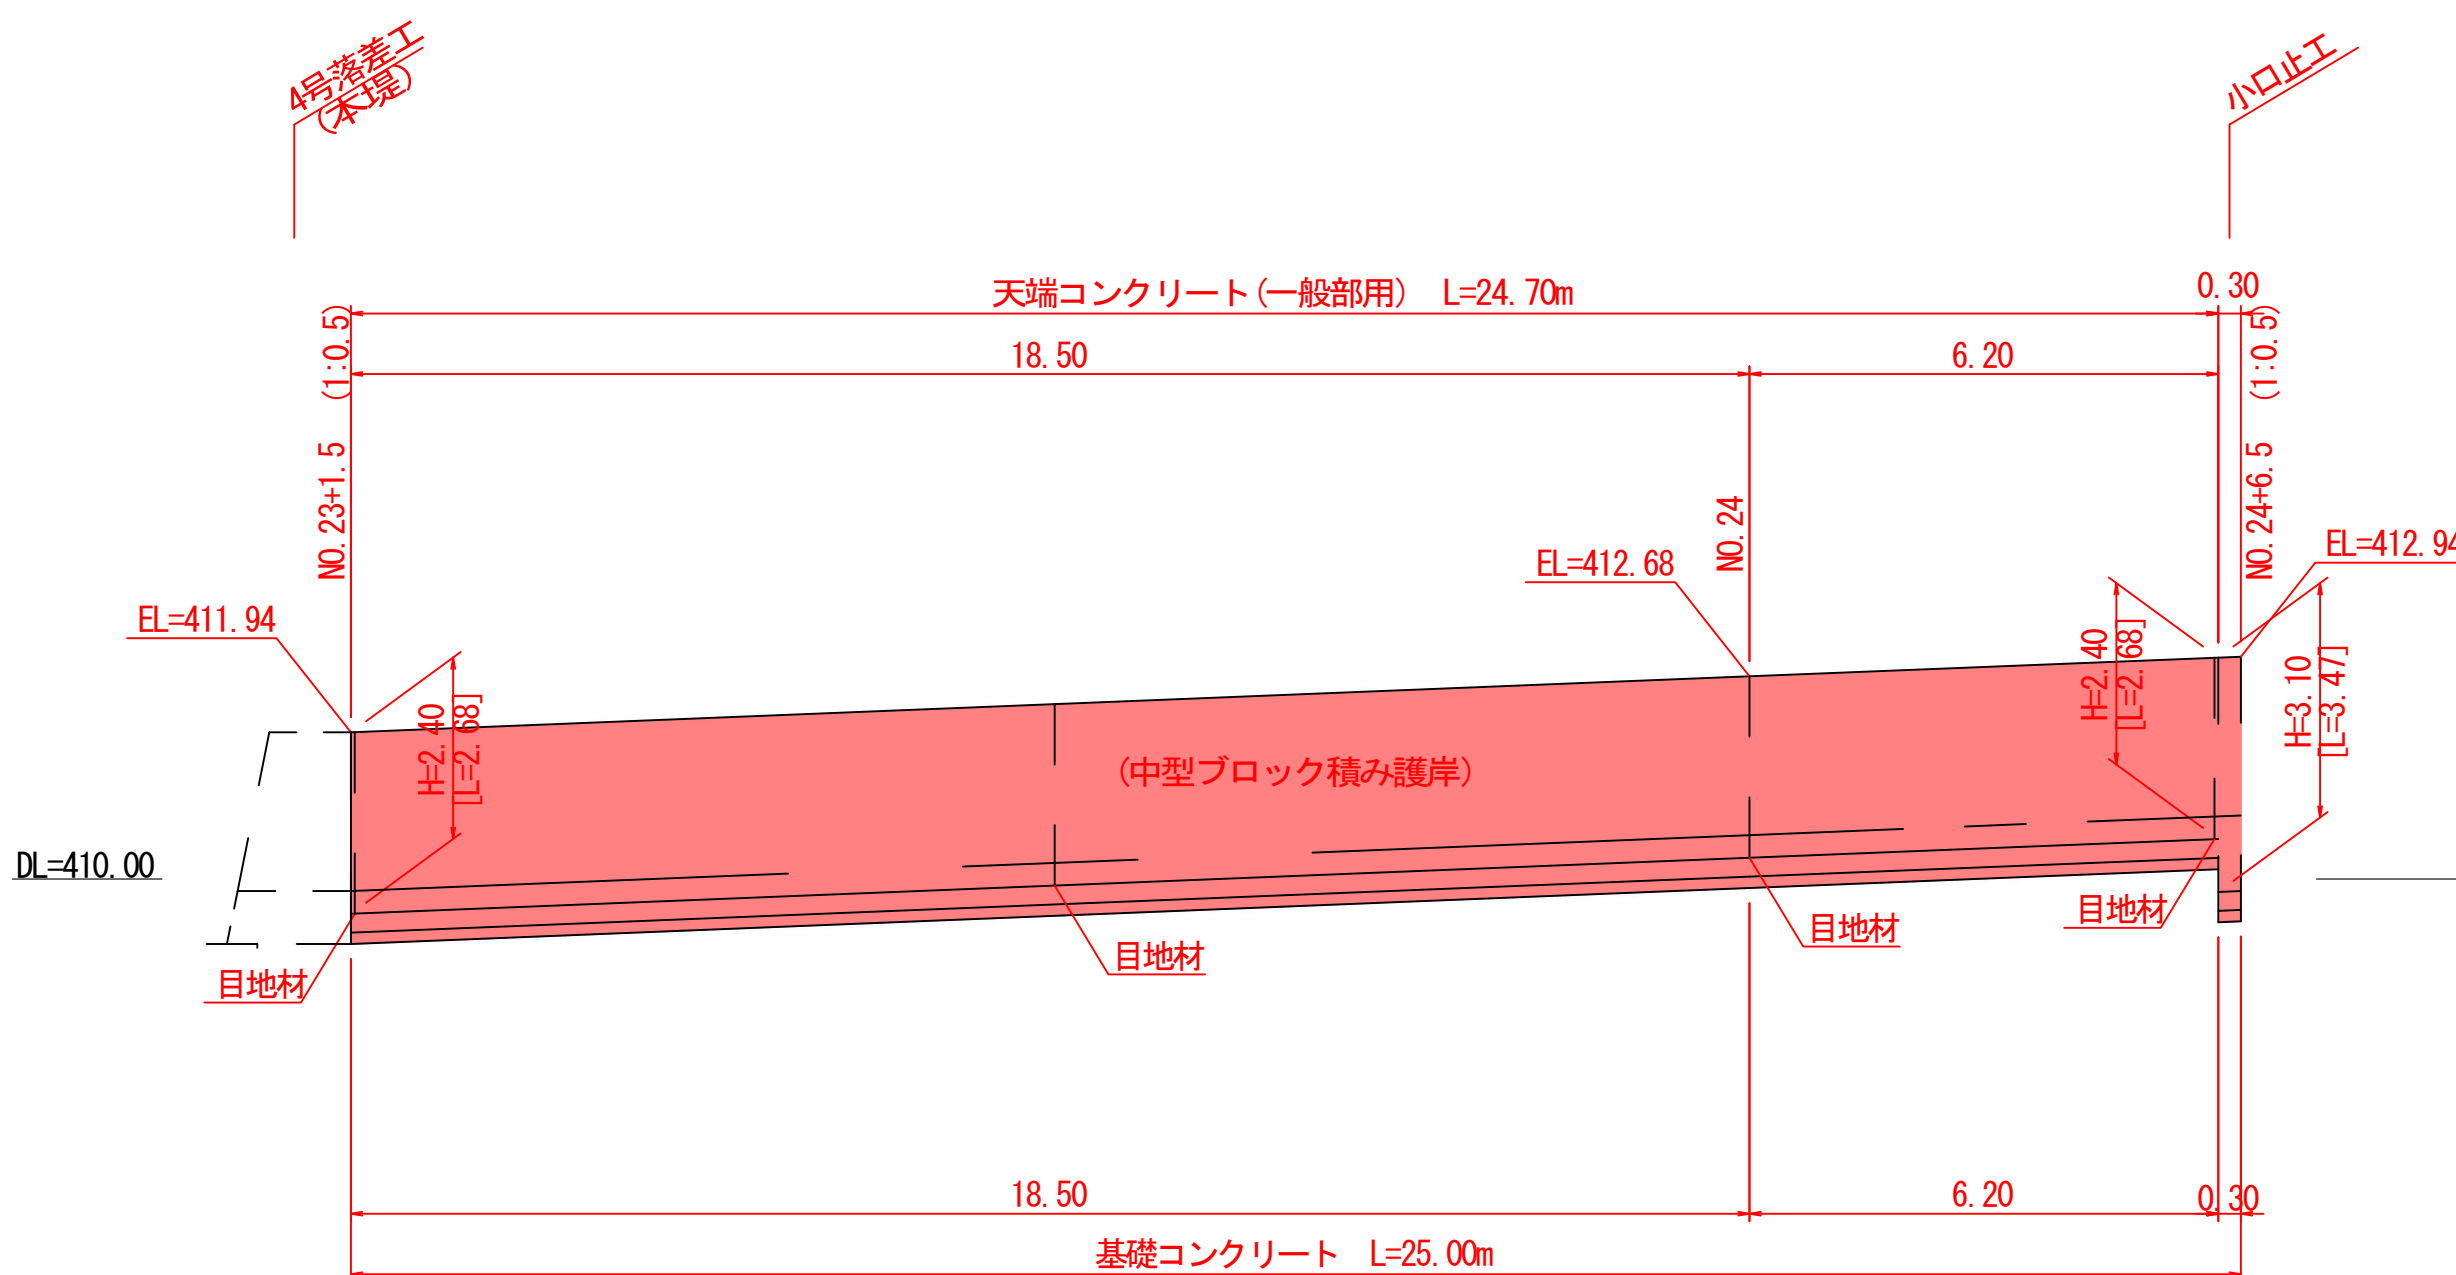 4号落差工
(本堤)
小口止工
天端コンクリート(一般部用) L=24.70m
0.30
18.50
6.20
(1:0.5)
(1:0.5)
NO.23+1.5
NO.24
NO.24+6.5
EL=411.94
EL=412.68
EL=412.94
H=2.40
[L=2.68]
H=2.40
[L=2.68]
H=3.10
[L=3.47]
(中型ブロック積み護岸)
DL=410.00
目地材
目地材
目地材
目地材
18.50
6.20
0.30
基礎コンクリート L=25.00m